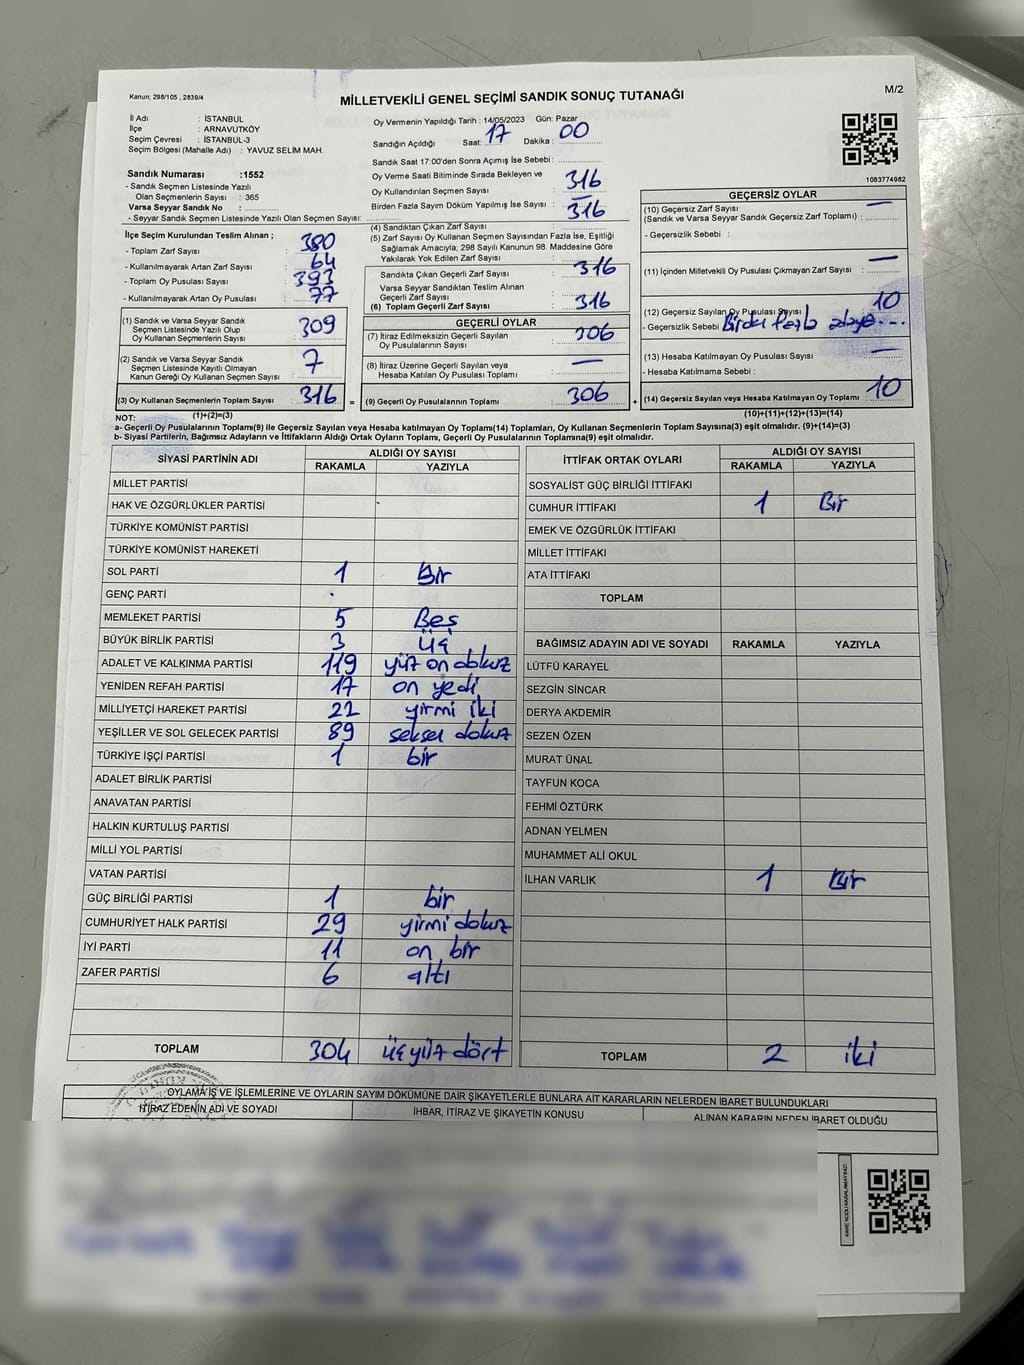 Kanun; 298/105 , 2839/4
MİLLETVEKİLİ GENEL SEÇİMİ SANDIK SONUÇ TUTANAĞI
M/2
İl Adı : İSTANBUL
İlçe : ARNAVUTKÖY
Seçim Çevresi : İSTANBUL-3
Seçim Bölgesi (Mahalle Adı) : YAVUZ SELİM MAH.
Oy Vermenin Yapıldığı Tarih : 14/05/2023 Gün: Pazar
Sandığın Açıldığı Saat: 17 Dakika : 00
Sandık Saat 17:00'den Sonra Açımış İse Sebebi:
Oy Verme Saati Bitiminde Sırada Bekleyen ve
Oy Kullandırılan Seçmen Sayısı : 316
Birden Fazla Sayım Döküm Yapılmış İse Sayısı : —
1083774982
Sandık Numarası :1552
- Sandık Seçmen Listesinde Yazılı
Olan Seçmenlerin Sayısı : 365
Varsa Seyyar Sandık No :
- Seyyar Sandık Seçmen Listesinde Yazılı Olan Seçmen Sayısı:
İlçe Seçim Kurulundan Teslim Alınan ;
- Toplam Zarf Sayısı : 380
- Kullanılmayarak Artan Zarf Sayısı : 64
- Toplam Oy Pusulası Sayısı : 393
- Kullanılmayarak Artan Oy Pusulası : 77
(1) Sandık ve Varsa Seyyar Sandık
Seçmen Listesinde Yazılı Olup
Oy Kullanan Seçmenlerin Sayısı : 309
(2) Sandık ve Varsa Seyyar Sandık
Seçmen Listesinde Kayıtlı Olmayan
Kanun Gereği Oy Kullanan Seçmen Sayısı : 7
(3) Oy Kullanan Seçmenlerin Toplam Sayısı : 316 =
(1)+(2)=(3)
(4) Sandıktan Çıkan Zarf Sayısı : 316
(5) Zarf Sayısı Oy Kullanan Seçmen Sayısından Fazla İse, Eşitliği
Sağlamak Amacıyla; 298 Sayılı Kanunun 98. Maddesine Göre
Yakılarak Yok Edilen Zarf Sayısı :
Sandıkta Çıkan Geçerli Zarf Sayısı : 316
Varsa Seyyar Sandıktan Teslim Alınan
Geçerli Zarf Sayısı :
(6) Toplam Geçerli Zarf Sayısı : 316
GEÇERLİ OYLAR
(7) İtiraz Edilmeksizin Geçerli Sayılan
Oy Pusulalarının Sayısı : 306
(8) İtiraz Üzerine Geçerli Sayılan veya
Hesaba Katılan Oy Pusulası Toplamı : —
(9) Geçerli Oy Pusulalarının Toplamı : 306 +
GEÇERSİZ OYLAR
(10) Geçersiz Zarf Sayısı : —
(Sandık ve Varsa Seyyar Sandık Geçersiz Zarf Toplamı) :
- Geçersizlik Sebebi :
(11) İçinden Milletvekili Oy Pusulası Çıkmayan Zarf Sayısı : —
(12) Geçersiz Sayılan Oy Pusulası Sayısı : 10
- Geçersizlik Sebebi
(13) Hesaba Katılmayan Oy Pusulası Sayısı : —
- Hesaba Katılmama Sebebi :
(14) Geçersiz Sayılan veya Hesaba Katılmayan Oy Toplamı : 10
(10)+(11)+(12)+(13)=(14)
NOT:
a- Geçerli Oy Pusulalarının Toplamı(9) ile Geçersiz Sayılan veya Hesaba Katılmayan Oy Toplam(14) Toplamları, Oy Kullanan Seçmenlerin Toplam Sayısına(3) eşit olmalıdır. (9)+(14)=(3)
b- Siyasi Partilerin, Bağımsız Adayların ve İttifakların Aldığı Ortak Oyların Toplamı, Geçerli Oy Pusulalarının Toplamına(9) eşit olmalıdır.
SİYASİ PARTİNİN ADI ALDIĞI OY SAYISI
RAKAMLA YAZIYLA
MİLLET PARTİSİ
HAK VE ÖZGÜRLÜKLER PARTİSİ
TÜRKİYE KOMÜNİST PARTİSİ
TÜRKİYE KOMÜNİST HAREKETİ
SOL PARTİ 1 Bir
GENÇ PARTİ
MEMLEKET PARTİSİ 5 Beş
BÜYÜK BİRLİK PARTİSİ 3 üç
ADALET VE KALKINMA PARTİSİ 119 yüz on dokuz
YENİDEN REFAH PARTİSİ 17 on yedi
MİLLİYETÇİ HAREKET PARTİSİ 22 yirmi iki
YEŞİLLER VE SOL GELECEK PARTİSİ 89 seksen dokuz
TÜRKİYE İŞÇİ PARTİSİ 1 bir
ADALET BİRLİK PARTİSİ
ANAVATAN PARTİSİ
HALKIN KURTULUŞ PARTİSİ
MİLLİ YOL PARTİSİ
VATAN PARTİSİ
GÜÇ BİRLİĞİ PARTİSİ 1 bir
CUMHURİYET HALK PARTİSİ 29 yirmi dokuz
İYİ PARTİ 11 on bir
ZAFER PARTİSİ 6 altı
TOPLAM 304 üçyüz dört
İTTİFAK ORTAK OYLARI ALDIĞI OY SAYISI
RAKAMLA YAZIYLA
SOSYALİST GÜÇ BİRLİĞİ İTTİFAKI
CUMHUR İTTİFAKI 1 Bir
EMEK VE ÖZGÜRLÜK İTTİFAKI
MİLLET İTTİFAKI
ATA İTTİFAKI
TOPLAM
BAĞIMSIZ ADAYIN ADI VE SOYADI RAKAMLA YAZIYLA
LÜTFÜ KARAYEL
SEZGİN SİNCAR
DERYA AKDEMİR
SEZEN ÖZEN
MURAT ÜNAL
TAYFUN KOCA
FEHMİ ÖZTÜRK
ADNAN YELMEN
MUHAMMET ALİ OKUL
İLHAN VARLIK 1 Bir
TOPLAM 2 iki
OYLAMA İŞ VE İŞLEMLERİNE VE OYLARIN SAYIM DÖKÜMÜNE DAİR ŞİKAYETLERLE BUNLARA AİT KARARLARIN NELERDEN İBARET BULUNDUKLARI
İTİRAZ EDENİN ADI VE SOYADI İHBAR, İTİRAZ VE ŞİKAYETİN KONUSU ALINAN KARARIN NEDEN İBARET OLDUĞU
KARE KODU KARALAMAYINIZ!